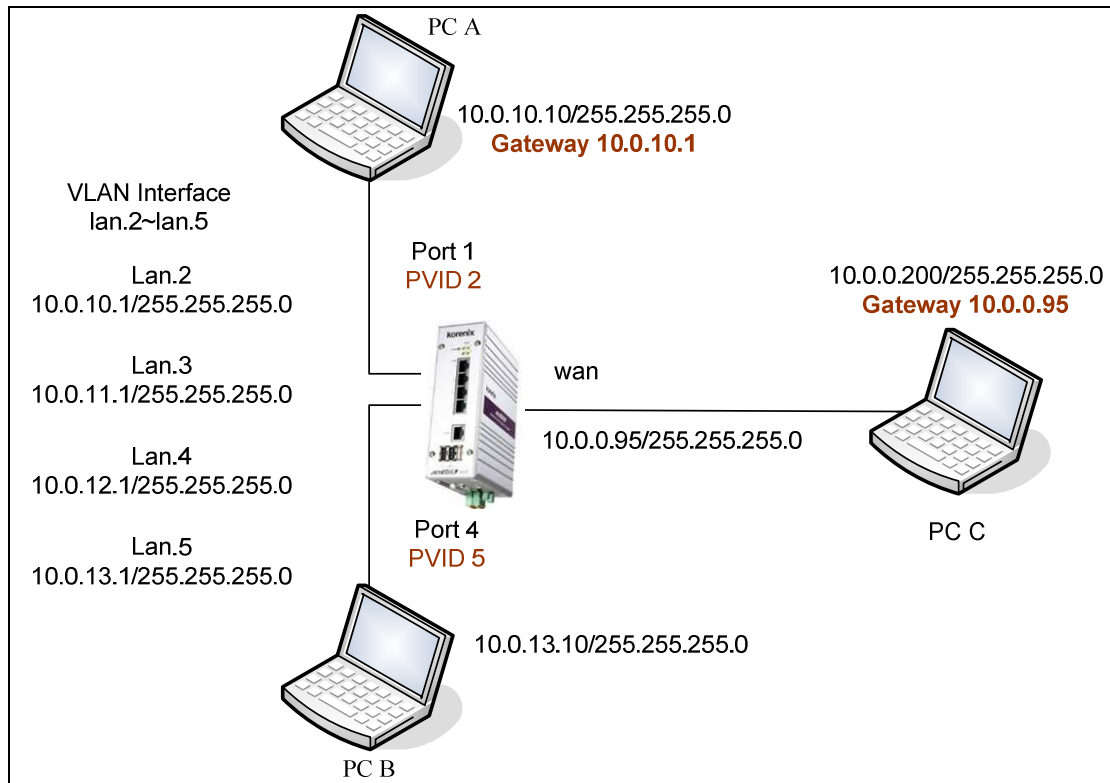 PC A
10.0.10.10/255.255.255.0
Gateway 10.0.10.1
VLAN Interface
lan.2~lan.5
Lan.2
10.0.10.1/255.255.255.0
Lan.3
10.0.11.1/255.255.255.0
Lan.4
10.0.12.1/255.255.255.0
Lan.5
10.0.13.1/255.255.255.0
Port 1
PVID 2
korenix
wan
10.0.0.95/255.255.255.0
10.0.0.200/255.255.255.0
Gateway 10.0.0.95
PC C
Port 4
PVID 5
10.0.13.10/255.255.255.0
PC B